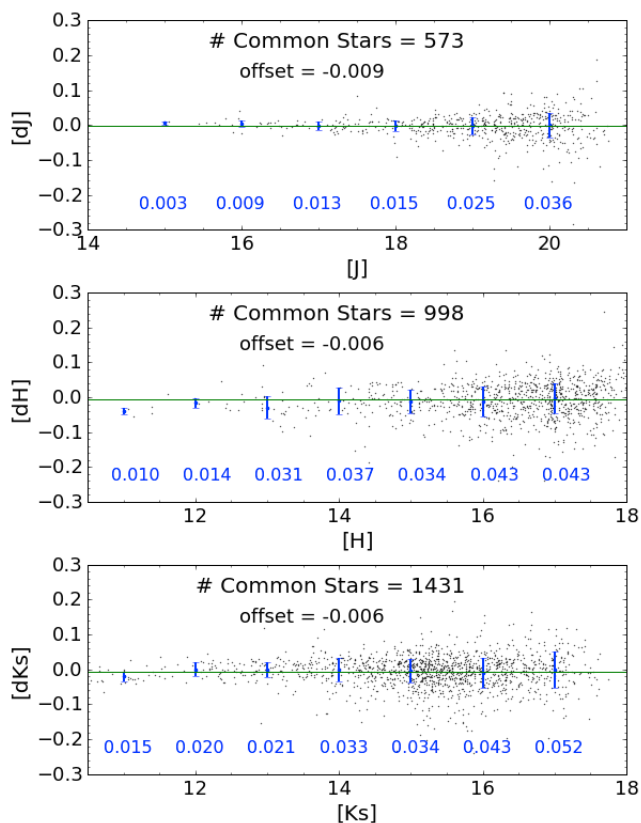 # Common Stars = 573
offset = -0.009
0.3
0.2
0.1
0.0
−0.1
−0.2
−0.3
[dJ]
0.003 0.009 0.013 0.015 0.025 0.036
14 16 18 20
[J]
# Common Stars = 998
offset = -0.006
0.3
0.2
0.1
0.0
−0.1
−0.2
−0.3
[dH]
0.010 0.014 0.031 0.037 0.034 0.043 0.043
12 14 16 18
[H]
# Common Stars = 1431
offset = -0.006
0.3
0.2
0.1
0.0
−0.1
−0.2
−0.3
[dKs]
0.015 0.020 0.021 0.033 0.034 0.043 0.052
12 14 16 18
[Ks]